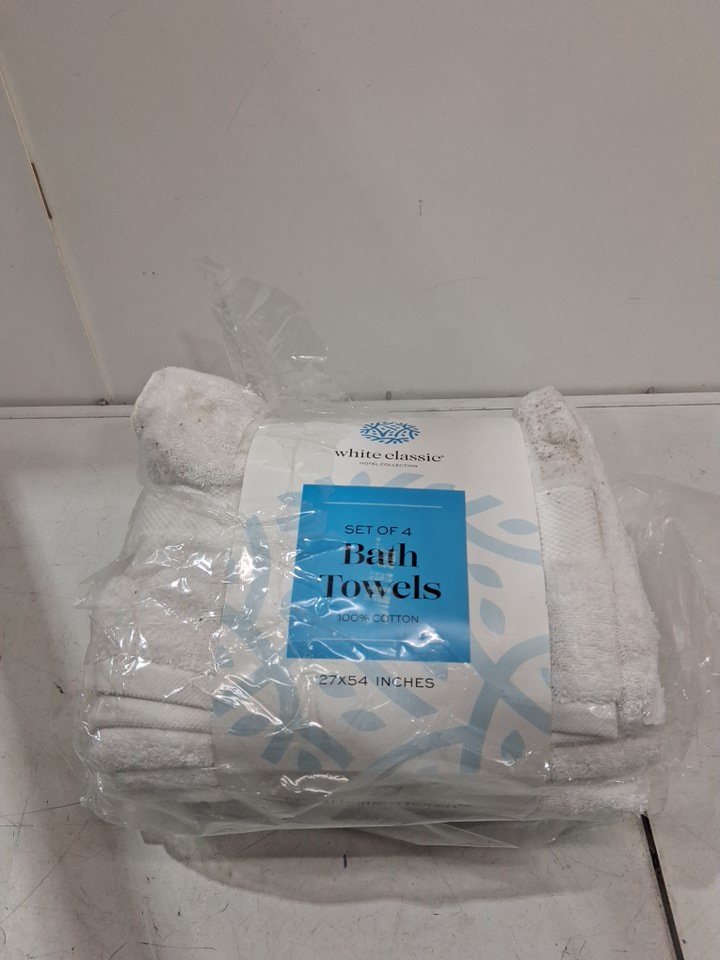 white classic®
HOTEL COLLECTION
SET OF 4
Bath
Towels
100% COTTON
27X54 INCHES